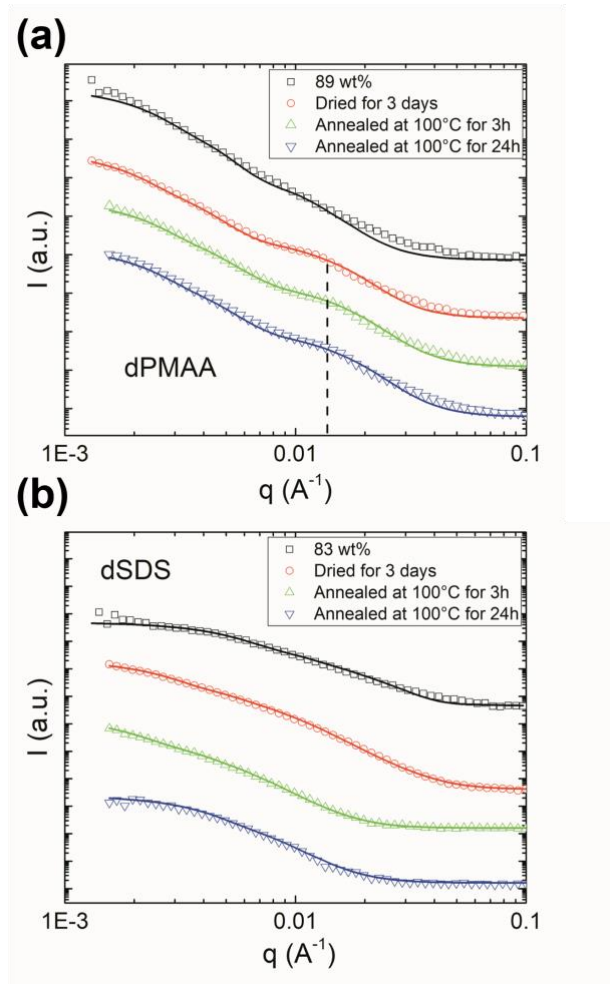 (a)
89 wt%
Dried for 3 days
Annealed at 100°C for 3h
Annealed at 100°C for 24h
I (a.u.)
dPMAA
1E-3 0.01 0.1
q (A⁻¹)
(b)
83 wt%
dSDS
Dried for 3 days
Annealed at 100°C for 3h
Annealed at 100°C for 24h
I (a.u.)
1E-3 0.01 0.1
q (A⁻¹)